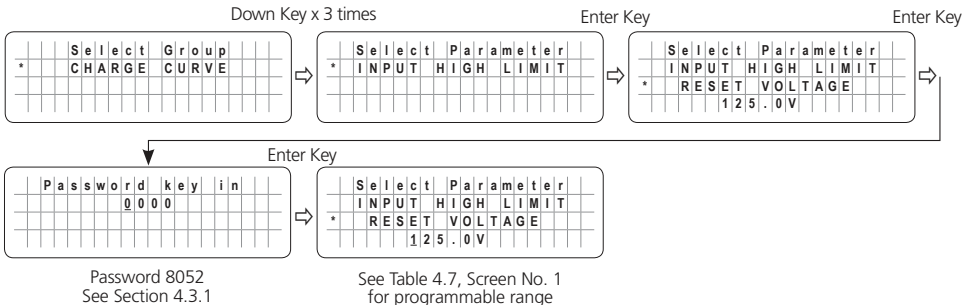 Down Key x 3 times
Enter Key
Enter Key
Select Group
* CHARGE CURVE
Select Parameter
* INPUT HIGH LIMIT
Select Parameter
INPUT HIGH LIMIT
* RESET VOLTAGE
125.0V
Enter Key
Password key in
0000
Select Parameter
INPUT HIGH LIMIT
* RESET VOLTAGE
125.0V
Password 8052
See Section 4.3.1
See Table 4.7, Screen No. 1
for programmable range